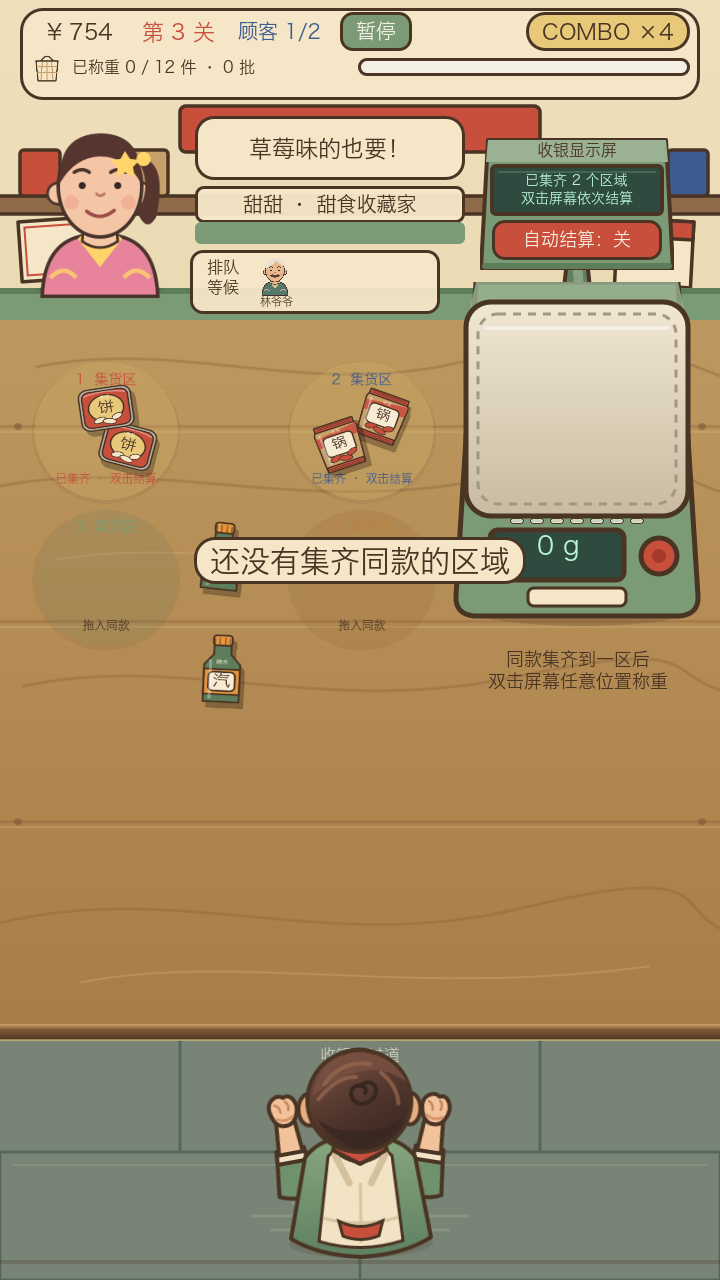 ¥ 754
第 3 关
顾客 1/2
暂停
COMBO ×4
已称重 0 / 12 件 · 0 批
草莓味的也要！
甜甜 · 甜食收藏家
排队
等候
林爷爷
收银显示屏
已集齐 2 个区域
双击屏幕依次结算
自动结算：关
1 集货区
饼
饼
已集齐 · 双击结算
2 集货区
锅
锅
已集齐 · 双击结算
还没有集齐同款的区域
0 g
拖入同款
拖入同款
汽
同款集齐到一区后
双击屏幕任意位置称重